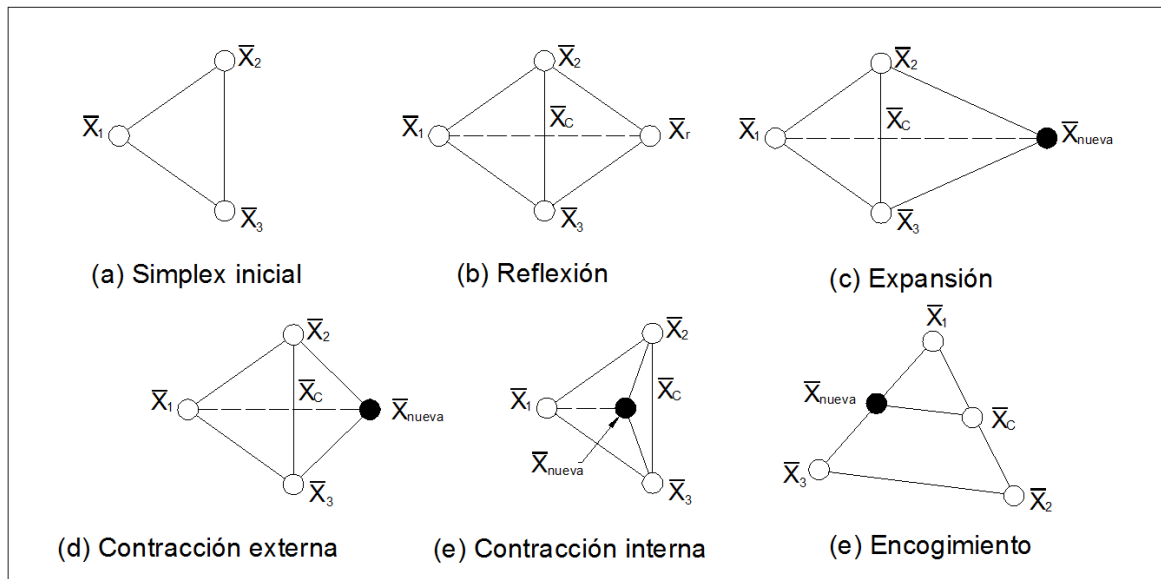 X̅2
X̅1
X̅3
(a) Simplex inicial
X̅2
X̅C
X̅1
X̅r
X̅3
(b) Reflexión
X̅2
X̅C
X̅1
X̅nueva
X̅3
(c) Expansión
X̅2
X̅C
X̅1
X̅nueva
X̅3
(d) Contracción externa
X̅2
X̅C
X̅1
X̅nueva
X̅3
(e) Contracción interna
X̅1
X̅nueva
X̅C
X̅3
X̅2
(e) Encogimiento